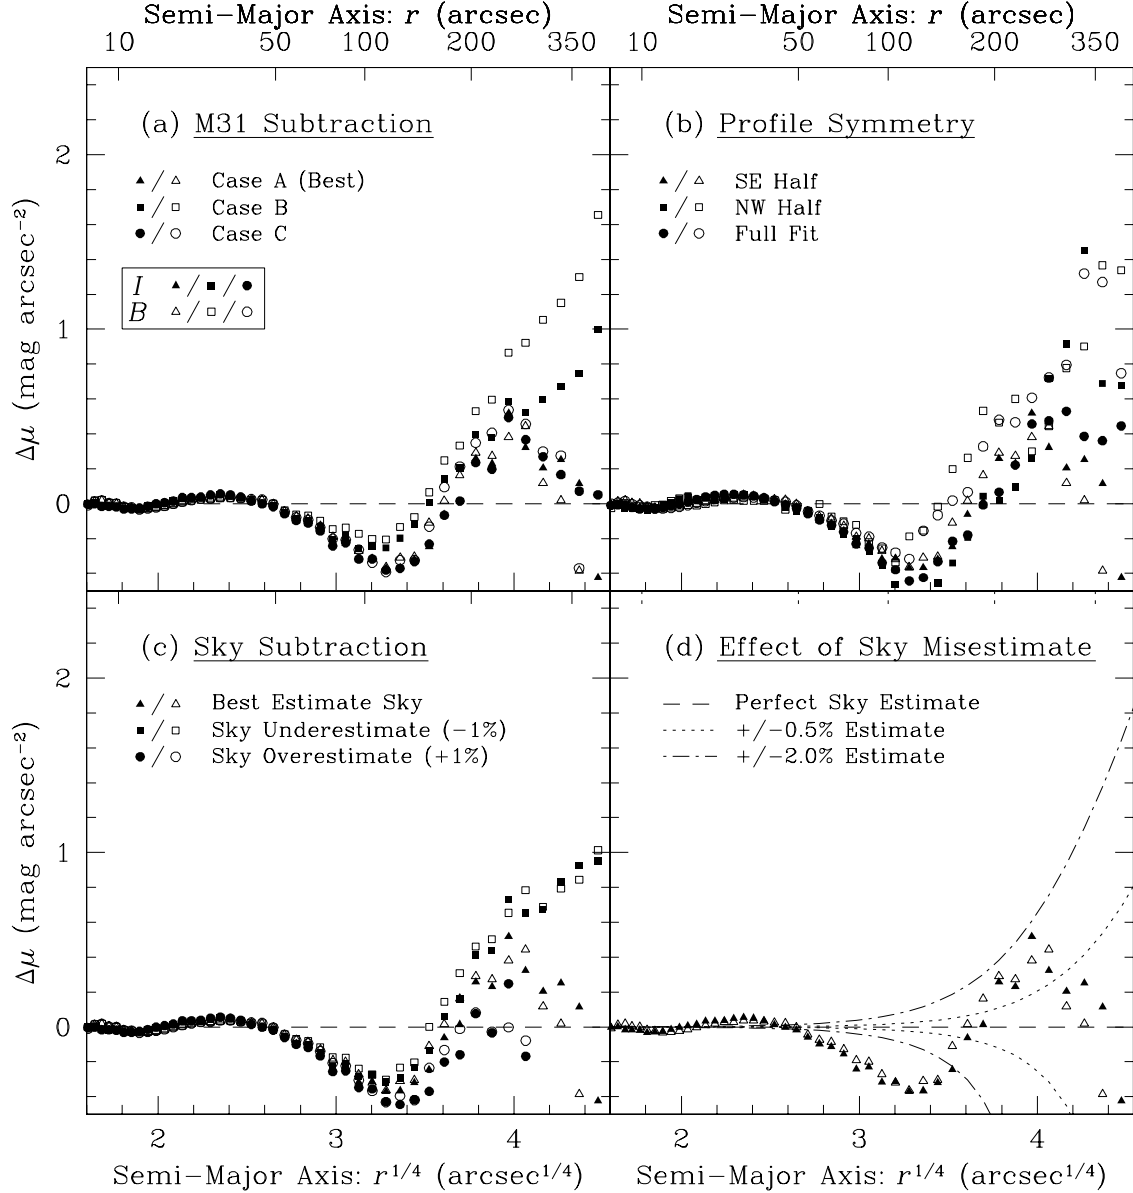 Semi-Major Axis: r (arcsec) Semi-Major Axis: r (arcsec)
10 50 100 200 350 10 50 100 200 350
(a) M31 Subtraction
▲/△ Case A (Best)
■/□ Case B
●/○ Case C
I ▲/■/●
B △/□/○
(b) Profile Symmetry
▲/△ SE Half
■/□ NW Half
●/○ Full Fit
2
1
0
Δμ (mag arcsec⁻²)
(c) Sky Subtraction
▲/△ Best Estimate Sky
■/□ Sky Underestimate (−1%)
●/○ Sky Overestimate (+1%)
(d) Effect of Sky Misestimate
Perfect Sky Estimate
+/−0.5% Estimate
+/−2.0% Estimate
2
1
0
Δμ (mag arcsec⁻²)
2 3 4 2 3 4
Semi-Major Axis: r^1/4 (arcsec^1/4) Semi-Major Axis: r^1/4 (arcsec^1/4)